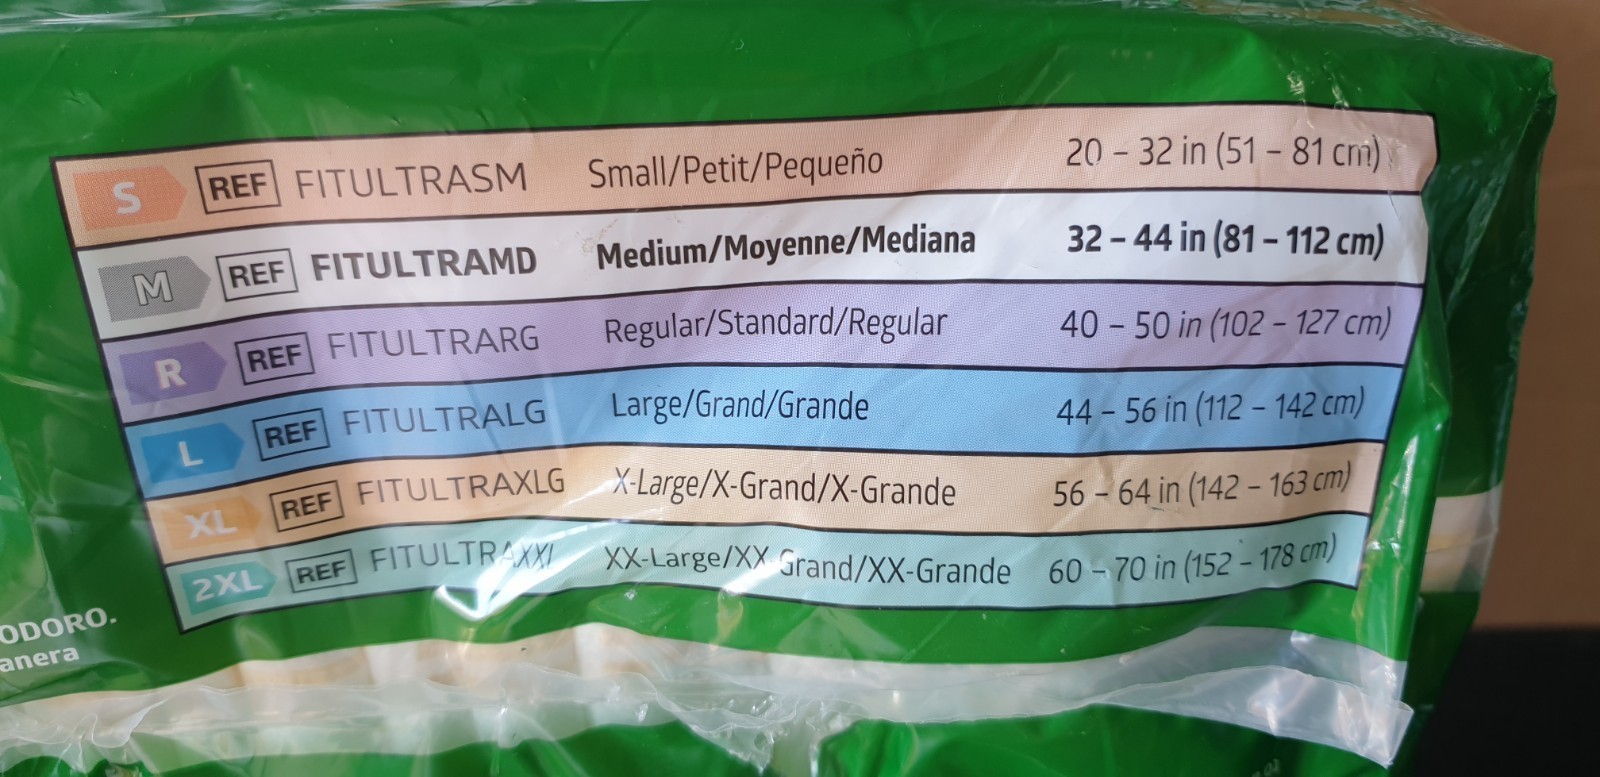 S REF FITULTRASM Small/Petit/Pequeño 20 – 32 in (51 – 81 cm)
M REF FITULTRAMD Medium/Moyenne/Mediana 32 – 44 in (81 – 112 cm)
R REF FITULTRARG Regular/Standard/Regular 40 – 50 in (102 – 127 cm)
L REF FITULTRALG Large/Grand/Grande 44 – 56 in (112 – 142 cm)
XL REF FITULTRAXLG X-Large/X-Grand/X-Grande 56 – 64 in (142 – 163 cm)
2XL REF XX-Large/XX-Grand/XX-Grande 60 – 70 in (152 – 178 cm)
ODORO.
anera